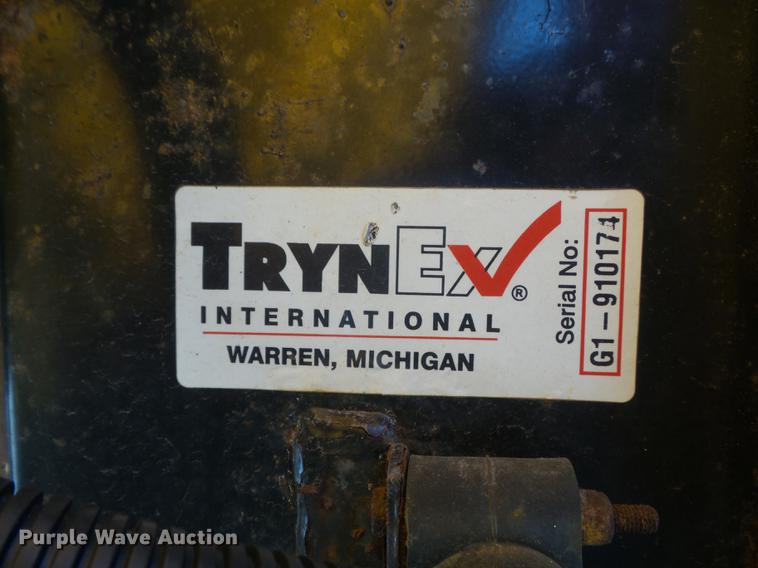 TRYNEX®
INTERNATIONAL
WARREN, MICHIGAN
Serial No:
G1-910174
Purple Wave Auction